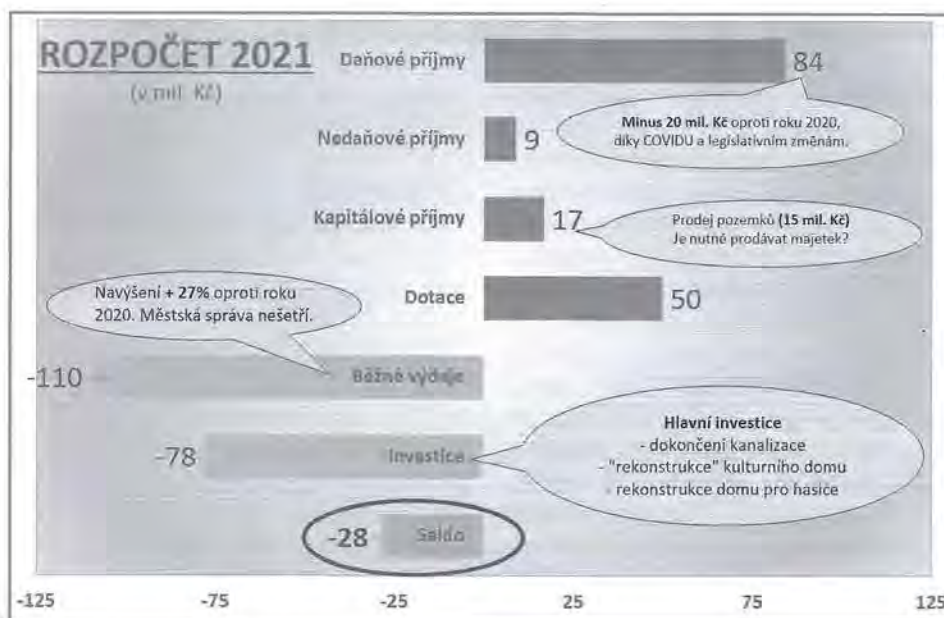 ROZPOČET 2021
(v mil. Kč)
Daňové příjmy
84
Minus 20 mil. Kč oproti roku 2020,
díky COVIDU a legislativním změnám.
Nedaňové příjmy
9
Kapitálové příjmy
17
Prodej pozemků (15 mil. Kč)
Je nutné prodávat majetek?
Dotace
50
Navýšení + 27% oproti roku
2020. Městská správa nešetří.
-110
Běžné výdaje
-78
Investice
Hlavní investice
- dokončení kanalizace
- "rekonstrukce" kulturního domu
- rekonstrukce domu pro hasiče
-28
Saldo
-125 -75 -25 25 75 125